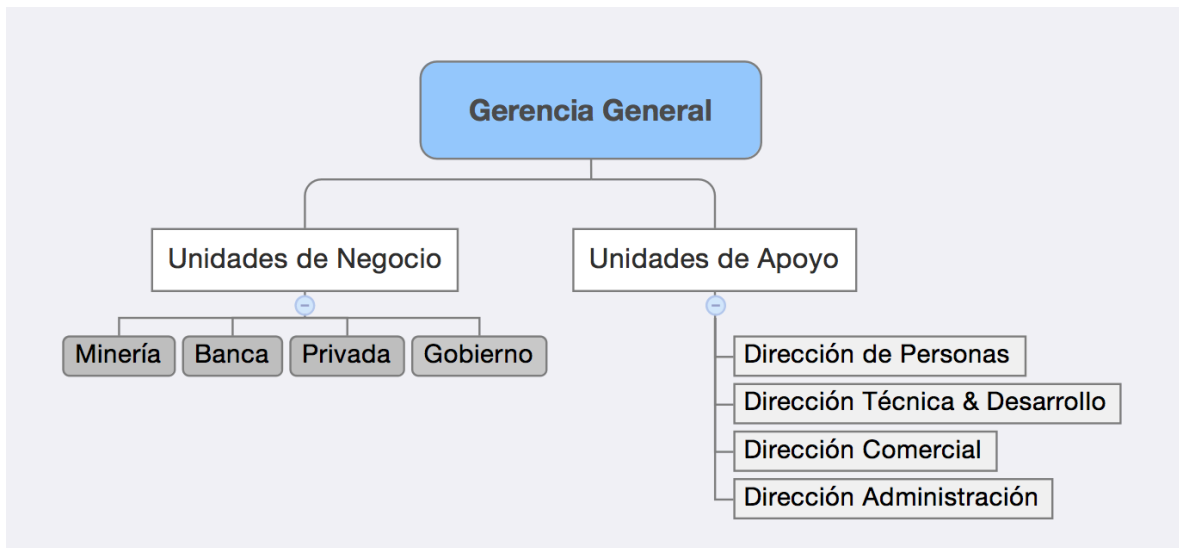 Gerencia General
Unidades de Negocio
Unidades de Apoyo
Minería
Banca
Privada
Gobierno
Dirección de Personas
Dirección Técnica & Desarrollo
Dirección Comercial
Dirección Administración